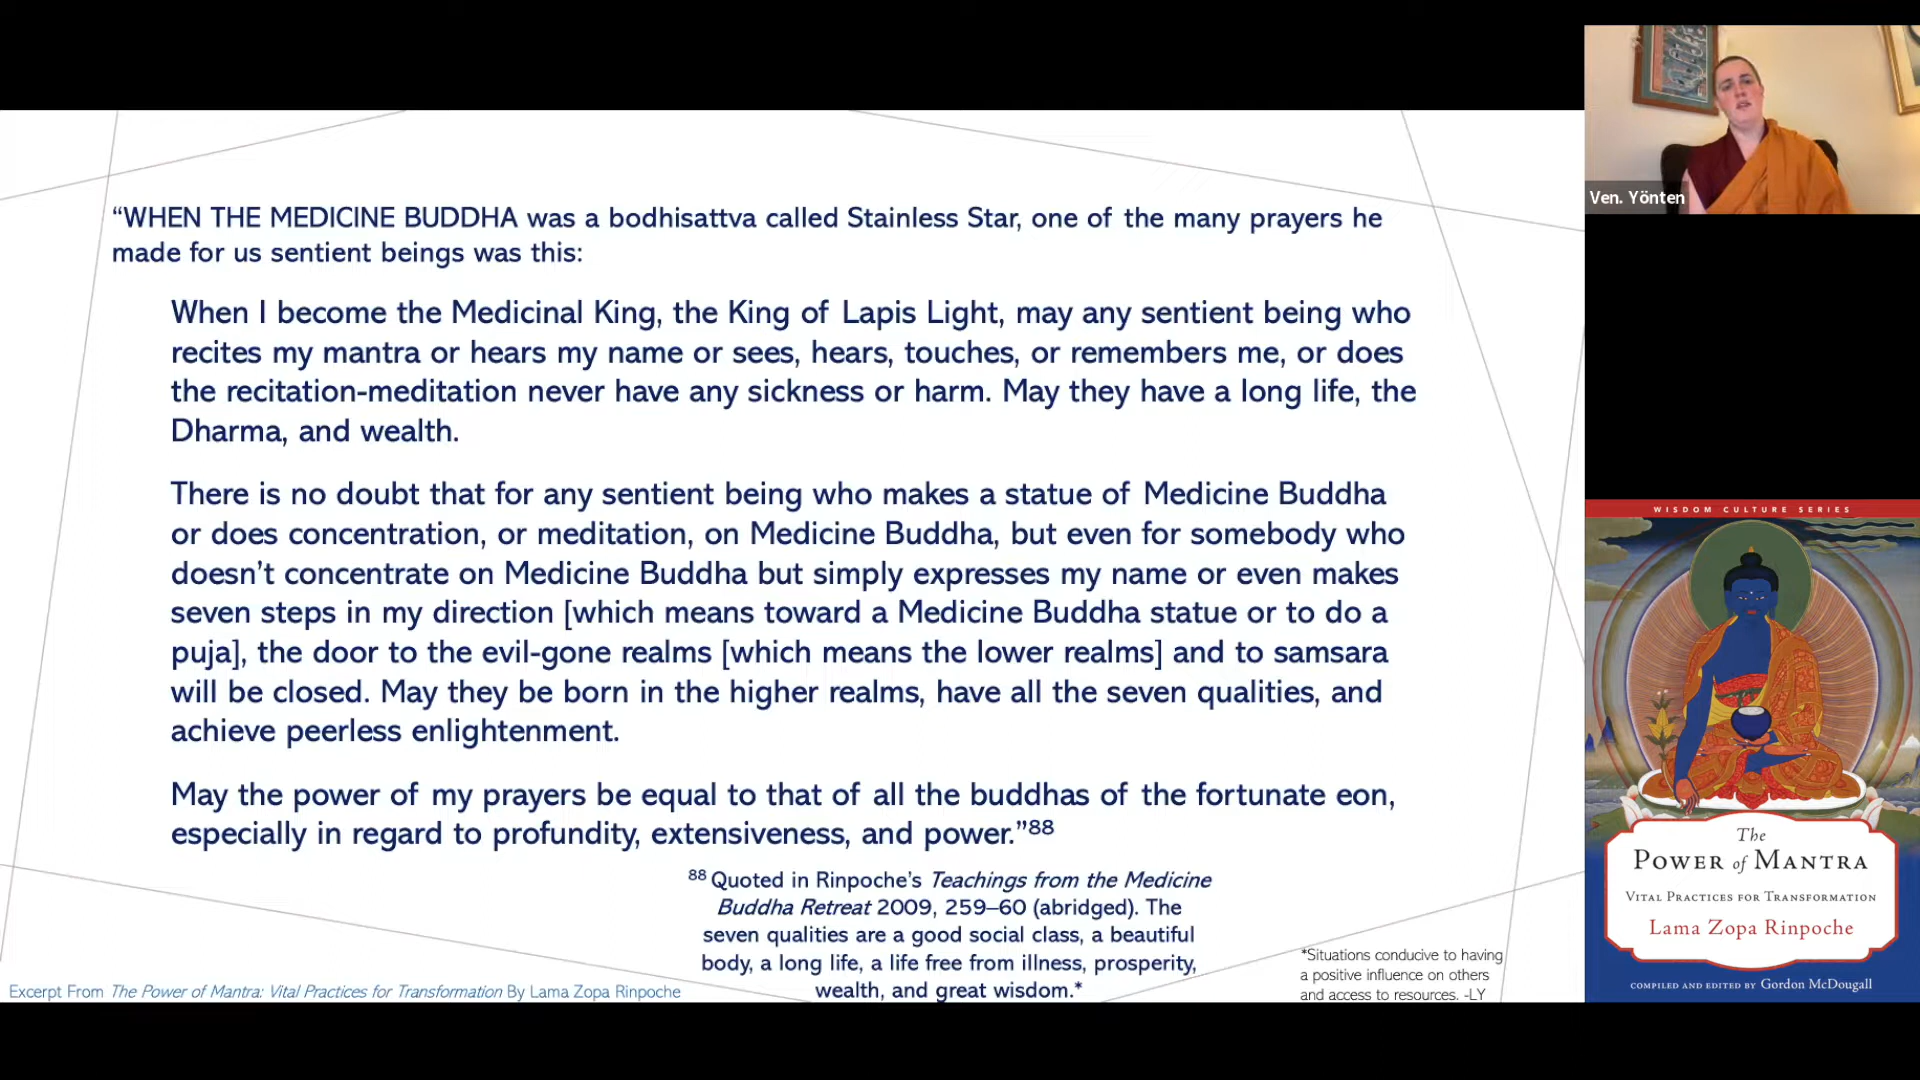 “WHEN THE MEDICINE BUDDHA was a bodhisattva called Stainless Star, one of the many prayers he
made for us sentient beings was this:
When I become the Medicinal King, the King of Lapis Light, may any sentient being who
recites my mantra or hears my name or sees, hears, touches, or remembers me, or does
the recitation-meditation never have any sickness or harm. May they have a long life, the
Dharma, and wealth.
There is no doubt that for any sentient being who makes a statue of Medicine Buddha
or does concentration, or meditation, on Medicine Buddha, but even for somebody who
doesn’t concentrate on Medicine Buddha but simply expresses my name or even makes
seven steps in my direction [which means toward a Medicine Buddha statue or to do a
puja], the door to the evil-gone realms [which means the lower realms] and to samsara
will be closed. May they be born in the higher realms, have all the seven qualities, and
achieve peerless enlightenment.
May the power of my prayers be equal to that of all the buddhas of the fortunate eon,
especially in regard to profundity, extensiveness, and power.”88
88 Quoted in Rinpoche’s Teachings from the Medicine
Buddha Retreat 2009, 259–60 (abridged). The
seven qualities are a good social class, a beautiful
body, a long life, a life free from illness, prosperity,
wealth, and great wisdom.*
*Situations conducive to having
a positive influence on others
and access to resources. -LY
Excerpt From The Power of Mantra: Vital Practices for Transformation By Lama Zopa Rinpoche
Ven. Yönten
WISDOM CULTURE SERIES
The
POWER of MANTRA
VITAL PRACTICES FOR TRANSFORMATION
Lama Zopa Rinpoche
COMPILED AND EDITED BY Gordon McDougall